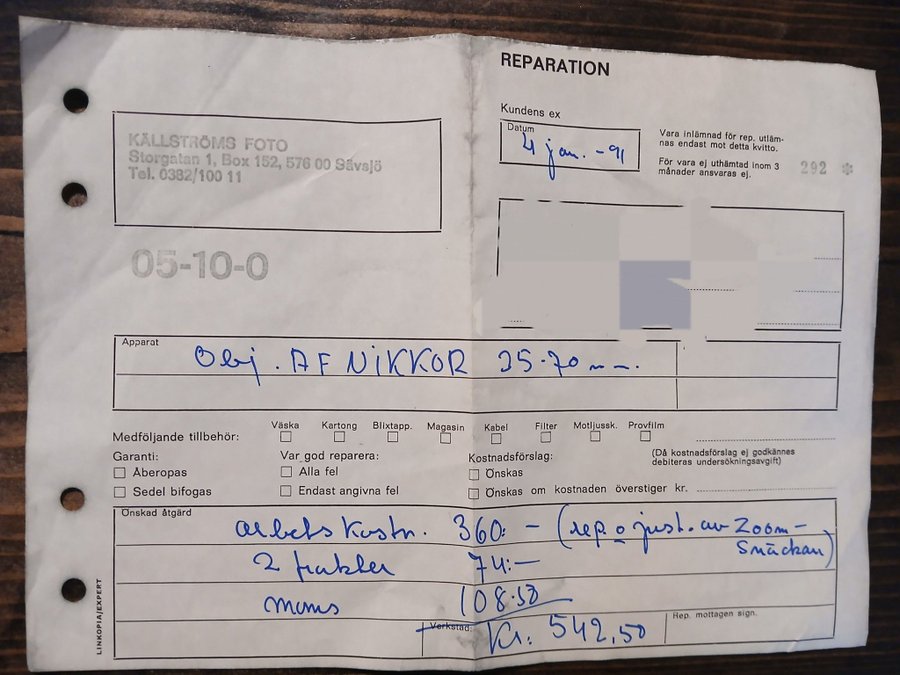 REPARATION
Kundens ex
KÄLLSTRÖMS FOTO
Storgatan 1, Box 152, 576 00 Sävsjö
Tel. 0382/100 11
Datum
4 jan. -91
Vara inlämnad för rep. utläm-
nas endast mot detta kvitto.
För vara ej uthämtad inom 3
månader ansvaras ej.
292 *
05-10-0
Apparat
Obj. AF NIKKOR 35-70 mm.
Medföljande tillbehör: Väska Kartong Blixtapp. Magasin Kabel Filter Motljussk. Provfilm
Garanti: Var god reparera: Kostnadsförslag: (Då kostnadsförslag ej godkännes
debiteras undersökningsavgift)
Åberopas Alla fel Önskas
Sedel bifogas Endast angivna fel Önskas om kostnaden överstiger kr.
Önskad åtgärd
arbetskostn. 360:- (rep. o just. av Zoom-
snäckan)
2 frakter 74:-
moms 108.50
Verkstad: Kr. 542,50 Rep. mottagen sign.
LINKOPIA/EXPERT